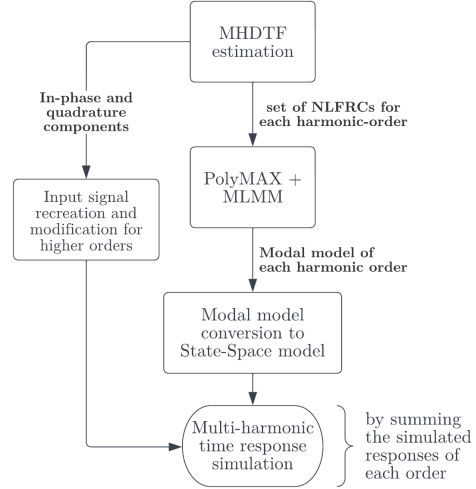 MHDTF
estimation
In-phase and
quadrature
components
set of NLFRCs for
each harmonic-order
Input signal
recreation and
modification for
higher orders
PolyMAX +
MLMM
Modal model of
each harmonic order
Modal model
conversion to
State-Space model
Multi-harmonic
time response
simulation
by summing
the simulated
responses of
each order